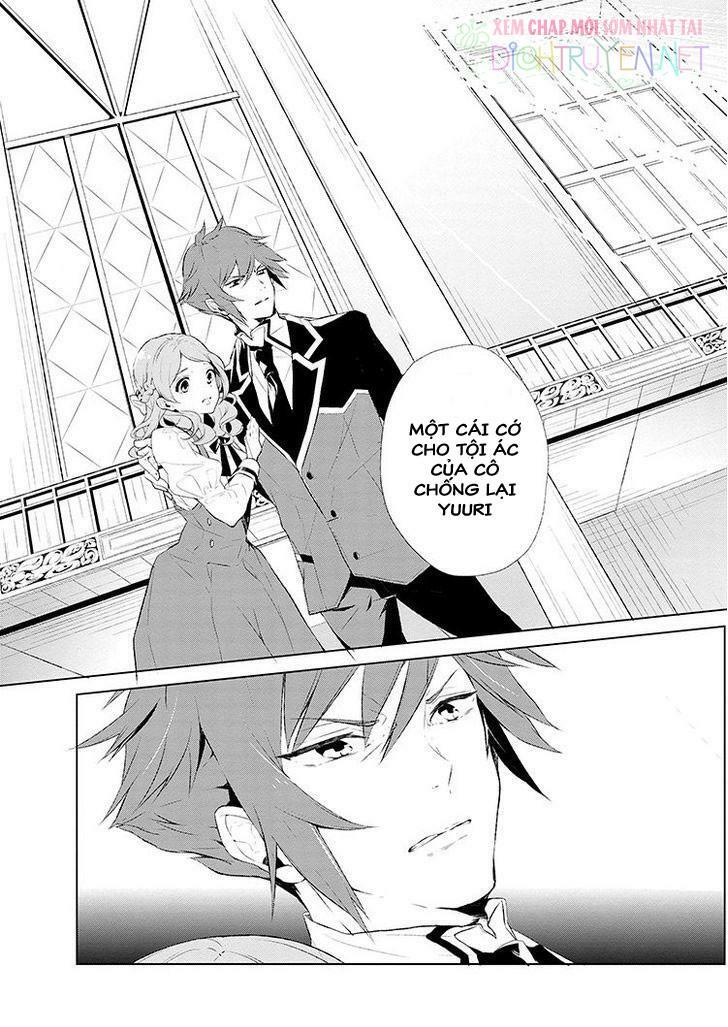 XEM CHAP MỚI SỚM NHẤT TẠI
DICHTRUYEN.NET
MỘT CÁI CỚ
CHO TỘI ÁC
CỦA CÔ
CHỐNG LẠI
YUURI